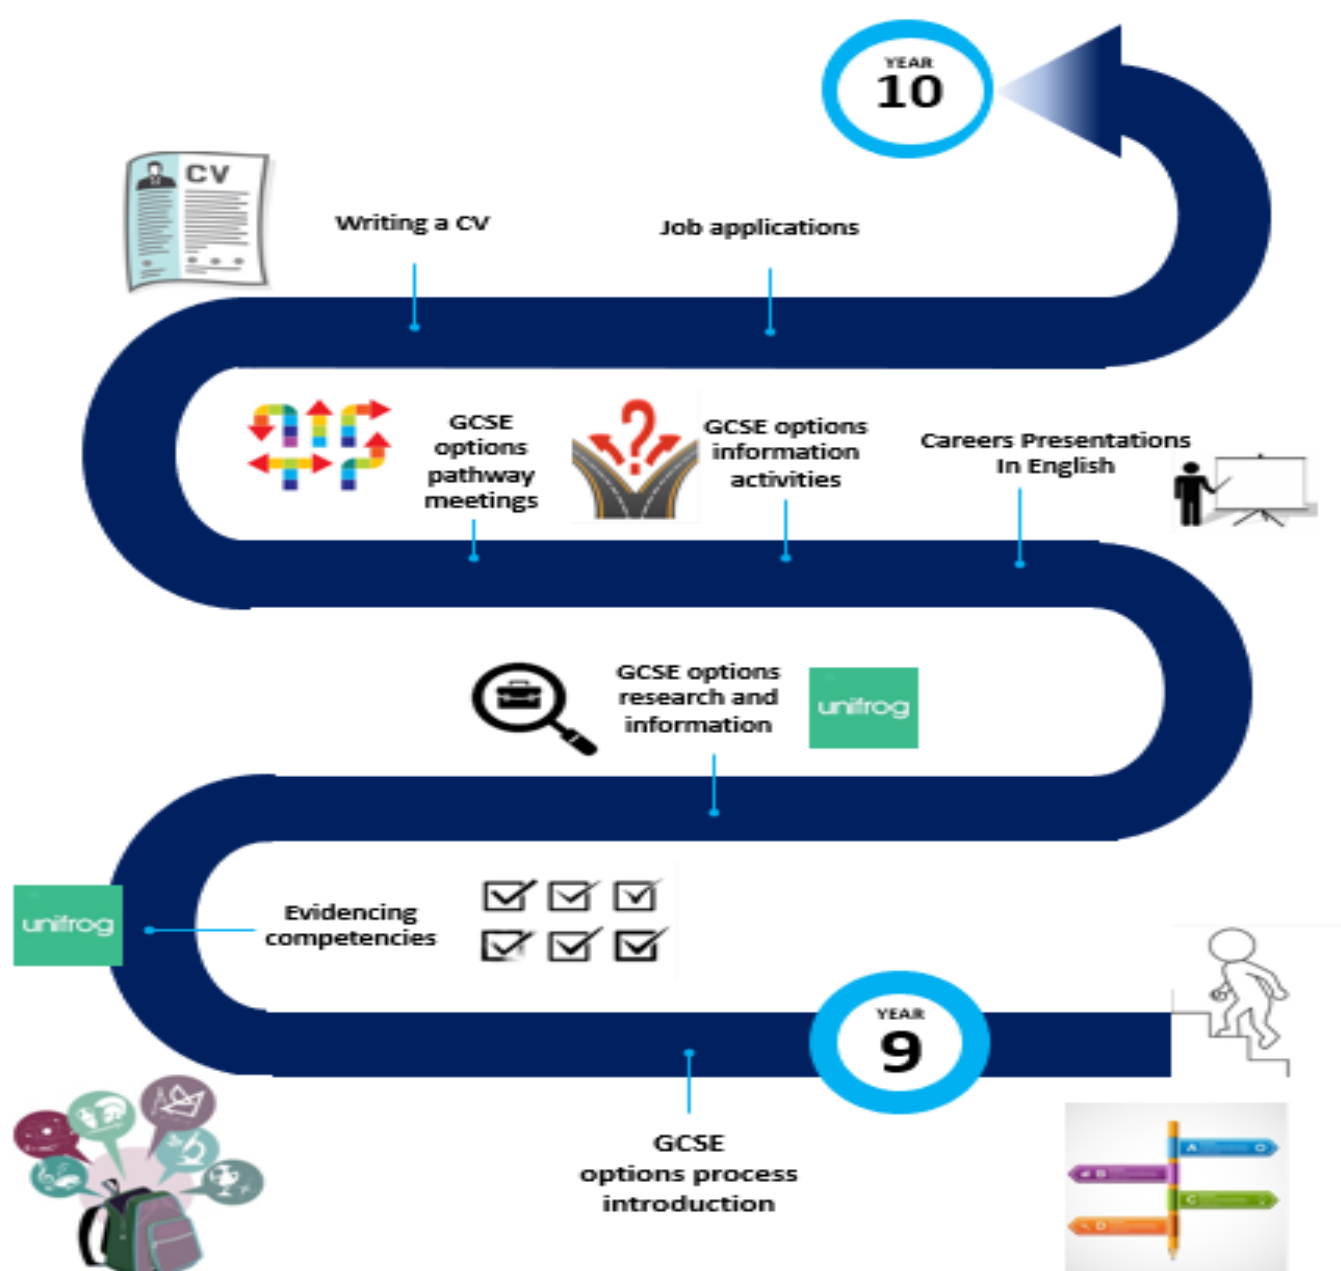 YEAR
10
CV
Writing a CV
Job applications
GCSE
options
pathway
meetings
GCSE options
information
activities
Careers Presentations
In English
GCSE options
research and
information
unifrog
unifrog
Evidencing
competencies
YEAR
9
GCSE
options process
introduction
A
B
C
D